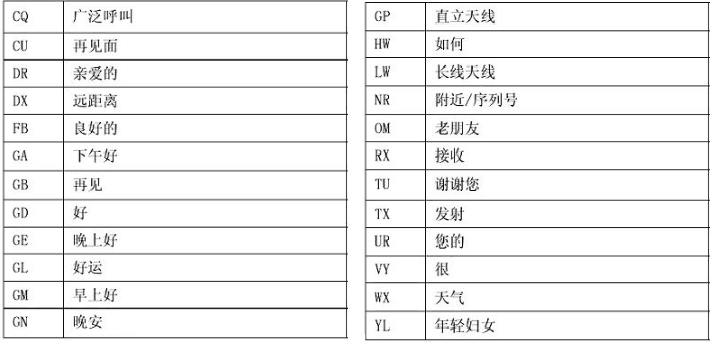 CQ 广泛呼叫
CU 再见面
DR 亲爱的
DX 远距离
FB 良好的
GA 下午好
GB 再见
GD 好
GE 晚上好
GL 好运
GM 早上好
GN 晚安
GP 直立天线
HW 如何
LW 长线天线
NR 附近/序列号
OM 老朋友
RX 接收
TU 谢谢您
TX 发射
UR 您的
VY 很
WX 天气
YL 年轻妇女